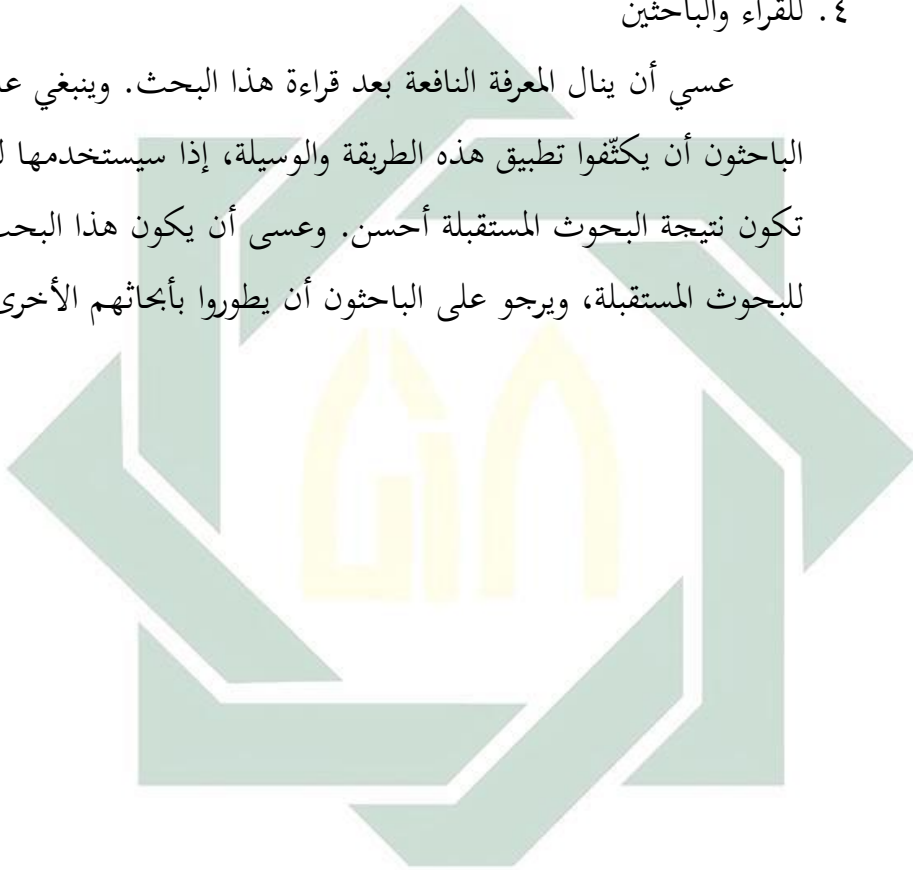 ٤. للقراء والباحثين
عسي أن ينال المعرفة النافعة بعد قراءة هذا البحث. وينبغي
الباحثون أن يكثّفوا تطبيق هذه الطريقة والوسيلة، إذا سيستخدمها
تكون نتيجة البحوث المستقبلة أحسن. وعسى أن يكون هذا البحث
للبحوث المستقبلة، ويرجو على الباحثون أن يطوروا بأبحاثهم الأخرى